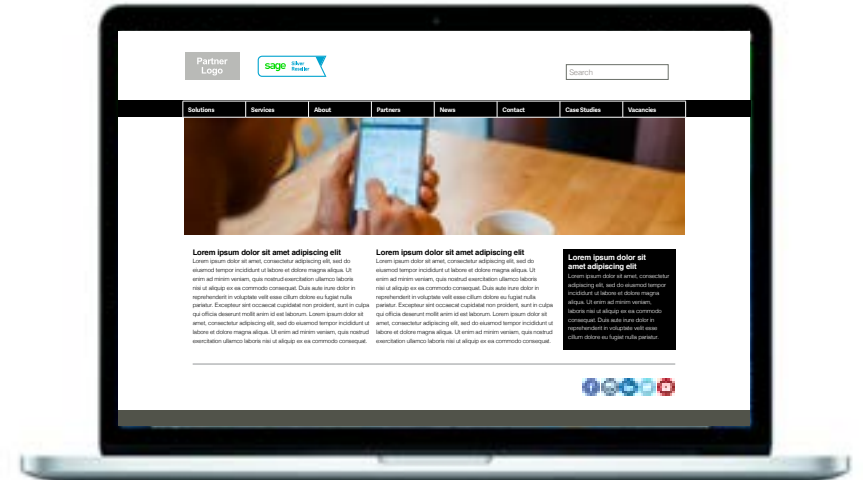 Partner
Logo
sage Silver
Reseller
Search
Solutions Services About Partners News Contact Case Studies Vacancies
Lorem ipsum dolor sit amet adipiscing elit
Lorem ipsum dolor sit amet, consectetur adipiscing elit, sed do
eiusmod tempor incididunt ut labore et dolore magna aliqua. Ut
enim ad minim veniam, quis nostrud exercitation ullamco laboris
nisi ut aliquip ex ea commodo consequat. Duis aute irure dolor in
reprehenderit in voluptate velit esse cillum dolore eu fugiat nulla
pariatur. Excepteur sint occaecat cupidatat non proident, sunt in culpa
qui officia deserunt mollit anim id est laborum. Lorem ipsum dolor sit
amet, consectetur adipiscing elit, sed do eiusmod tempor incididunt ut
labore et dolore magna aliqua. Ut enim ad minim veniam, quis nostrud
exercitation ullamco laboris nisi ut aliquip ex ea commodo consequat.
Lorem ipsum dolor sit amet adipiscing elit
Lorem ipsum dolor sit amet, consectetur adipiscing elit, sed do
eiusmod tempor incididunt ut labore et dolore magna aliqua. Ut
enim ad minim veniam, quis nostrud exercitation ullamco laboris
nisi ut aliquip ex ea commodo consequat. Duis aute irure dolor in
reprehenderit in voluptate velit esse cillum dolore eu fugiat nulla
pariatur. Excepteur sint occaecat cupidatat non proident, sunt in culpa
qui officia deserunt mollit anim id est laborum. Lorem ipsum dolor sit
amet, consectetur adipiscing elit, sed do eiusmod tempor incididunt ut
labore et dolore magna aliqua. Ut enim ad minim veniam, quis nostrud
exercitation ullamco laboris nisi ut aliquip ex ea commodo consequat.
Lorem ipsum dolor sit
amet adipiscing elit
Lorem ipsum dolor sit amet, consectetur
adipiscing elit, sed do eiusmod tempor
incididunt ut labore et dolore magna
aliqua. Ut enim ad minim veniam,
quis nostrud exercitation ullamco
laboris nisi ut aliquip ex ea commodo
consequat. Duis aute irure dolor in
reprehenderit in voluptate velit esse
cillum dolore eu fugiat nulla pariatur.